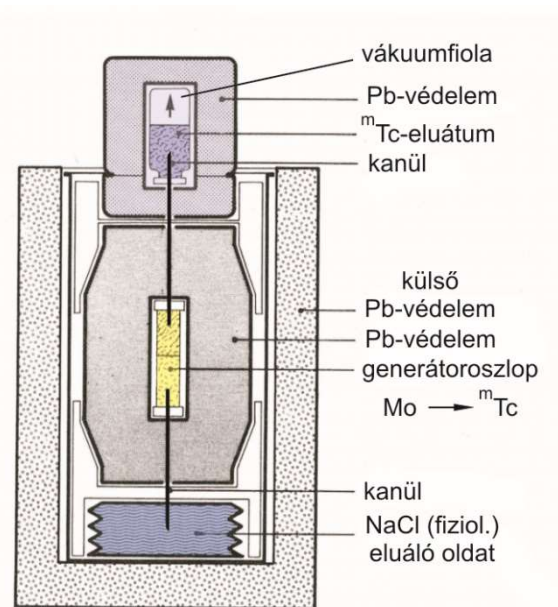 vákuumfiola
Pb-védelem
ᵐTc-eluátum
kanül
külső
Pb-védelem
Pb-védelem
generátoroszlop
Mo → ᵐTc
kanül
NaCl (fiziol.)
eluáló oldat